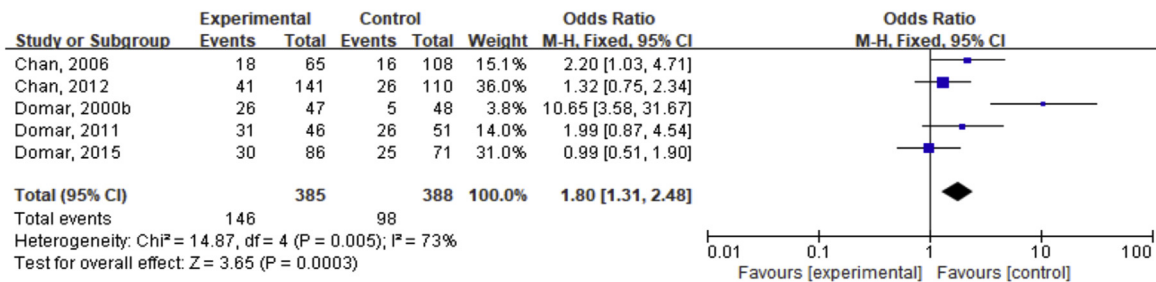 Experimental Control Odds Ratio Odds Ratio
Study or Subgroup Events Total Events Total Weight M-H, Fixed, 95% CI M-H, Fixed, 95% CI
Chan, 2006 18 65 16 108 15.1% 2.20 [1.03, 4.71]
Chan, 2012 41 141 26 110 36.0% 1.32 [0.75, 2.34]
Domar, 2000b 26 47 5 48 3.8% 10.65 [3.58, 31.67]
Domar, 2011 31 46 26 51 14.0% 1.99 [0.87, 4.54]
Domar, 2015 30 86 25 71 31.0% 0.99 [0.51, 1.90]
Total (95% CI) 385 388 100.0% 1.80 [1.31, 2.48]
Total events 146 98
Heterogeneity: Chi² = 14.87, df = 4 (P = 0.005); I² = 73%
Test for overall effect: Z = 3.65 (P = 0.0003)
0.01 0.1 1 10 100
Favours [experimental] Favours [control]